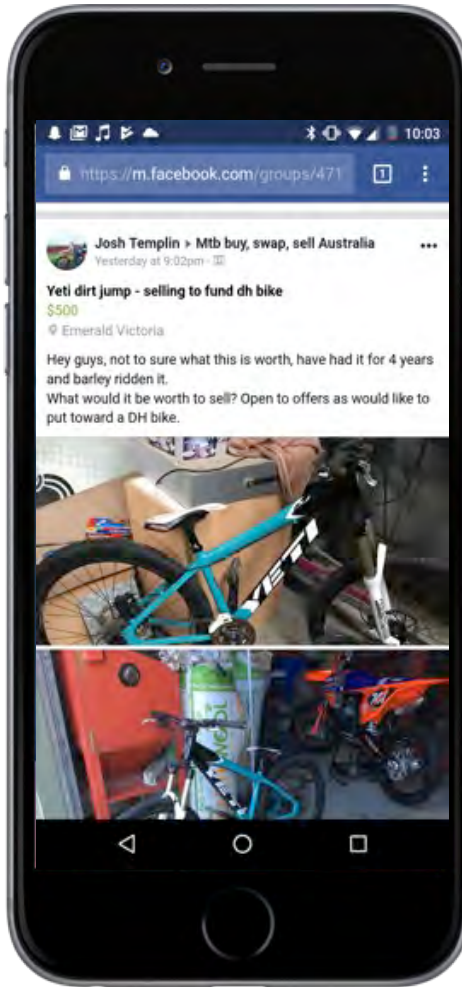 10:03
https://m.facebook.com/groups/471
1
Josh Templin ▸ Mtb buy, swap, sell Australia
Yesterday at 9:02pm ·
Yeti dirt jump - selling to fund dh bike
$500
Emerald Victoria
Hey guys, not to sure what this is worth, have had it for 4 years
and barley ridden it.
What would it be worth to sell? Open to offers as would like to
put toward a DH bike.
YETI
YETI